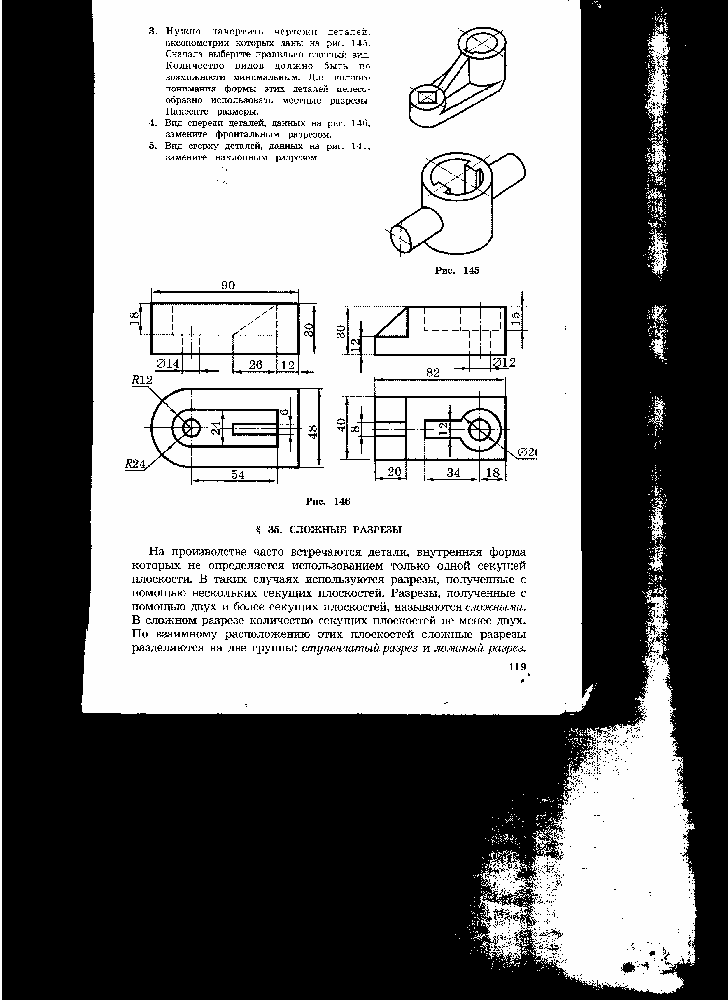 3. Нужно начертить чертежи деталей.
аксонометрии которых даны на рис. 145.
Сначала выберите правильно главный вид.
Количество видов должно быть по
возможности минимальным. Для полного
понимания формы этих деталей целесо-
образно использовать местные разрезы.
Нанесите размеры.
4. Вид спереди деталей, данных на рис. 146,
замените фронтальным разрезом.
5. Вид сверху деталей, данных на рис. 147,
замените наклонным разрезом.
Рис. 145
90
18
30
Ø14
26
12
R12
24
6
48
R24
54
30
12
15
Ø12
82
40
8
12
20
34
18
Рис. 146
§ 35. СЛОЖНЫЕ РАЗРЕЗЫ
На производстве часто встречаются детали, внутренняя форма
которых не определяется использованием только одной секущей
плоскости. В таких случаях используются разрезы, полученные с
помощью нескольких секущих плоскостей. Разрезы, полученные с
помощью двух и более секущих плоскостей, называются сложными.
В сложном разрезе количество секущих плоскостей не менее двух.
По взаимному расположению этих плоскостей сложные разрезы
разделяются на две группы: ступенчатый разрез и ломаный разрез.
119